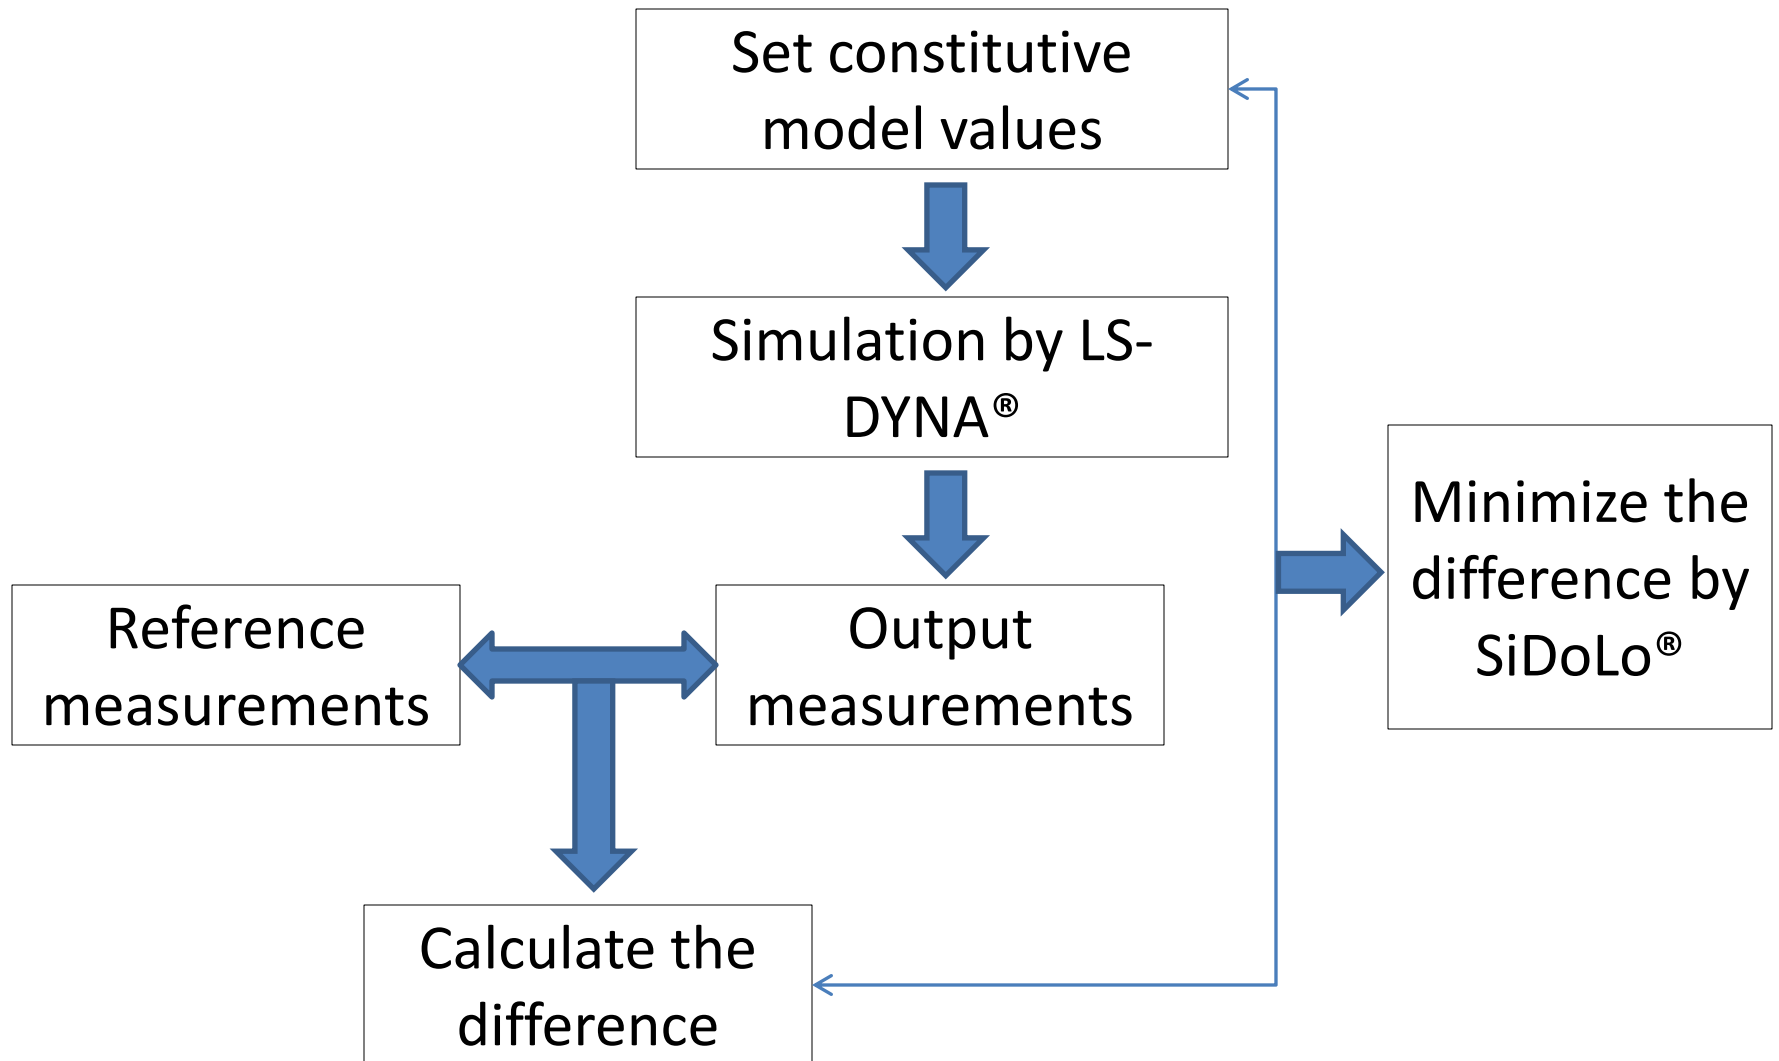 Set constitutive
model values
Simulation by LS-
DYNA®
Minimize the
difference by
SiDoLo®
Reference
measurements
Output
measurements
Calculate the
difference